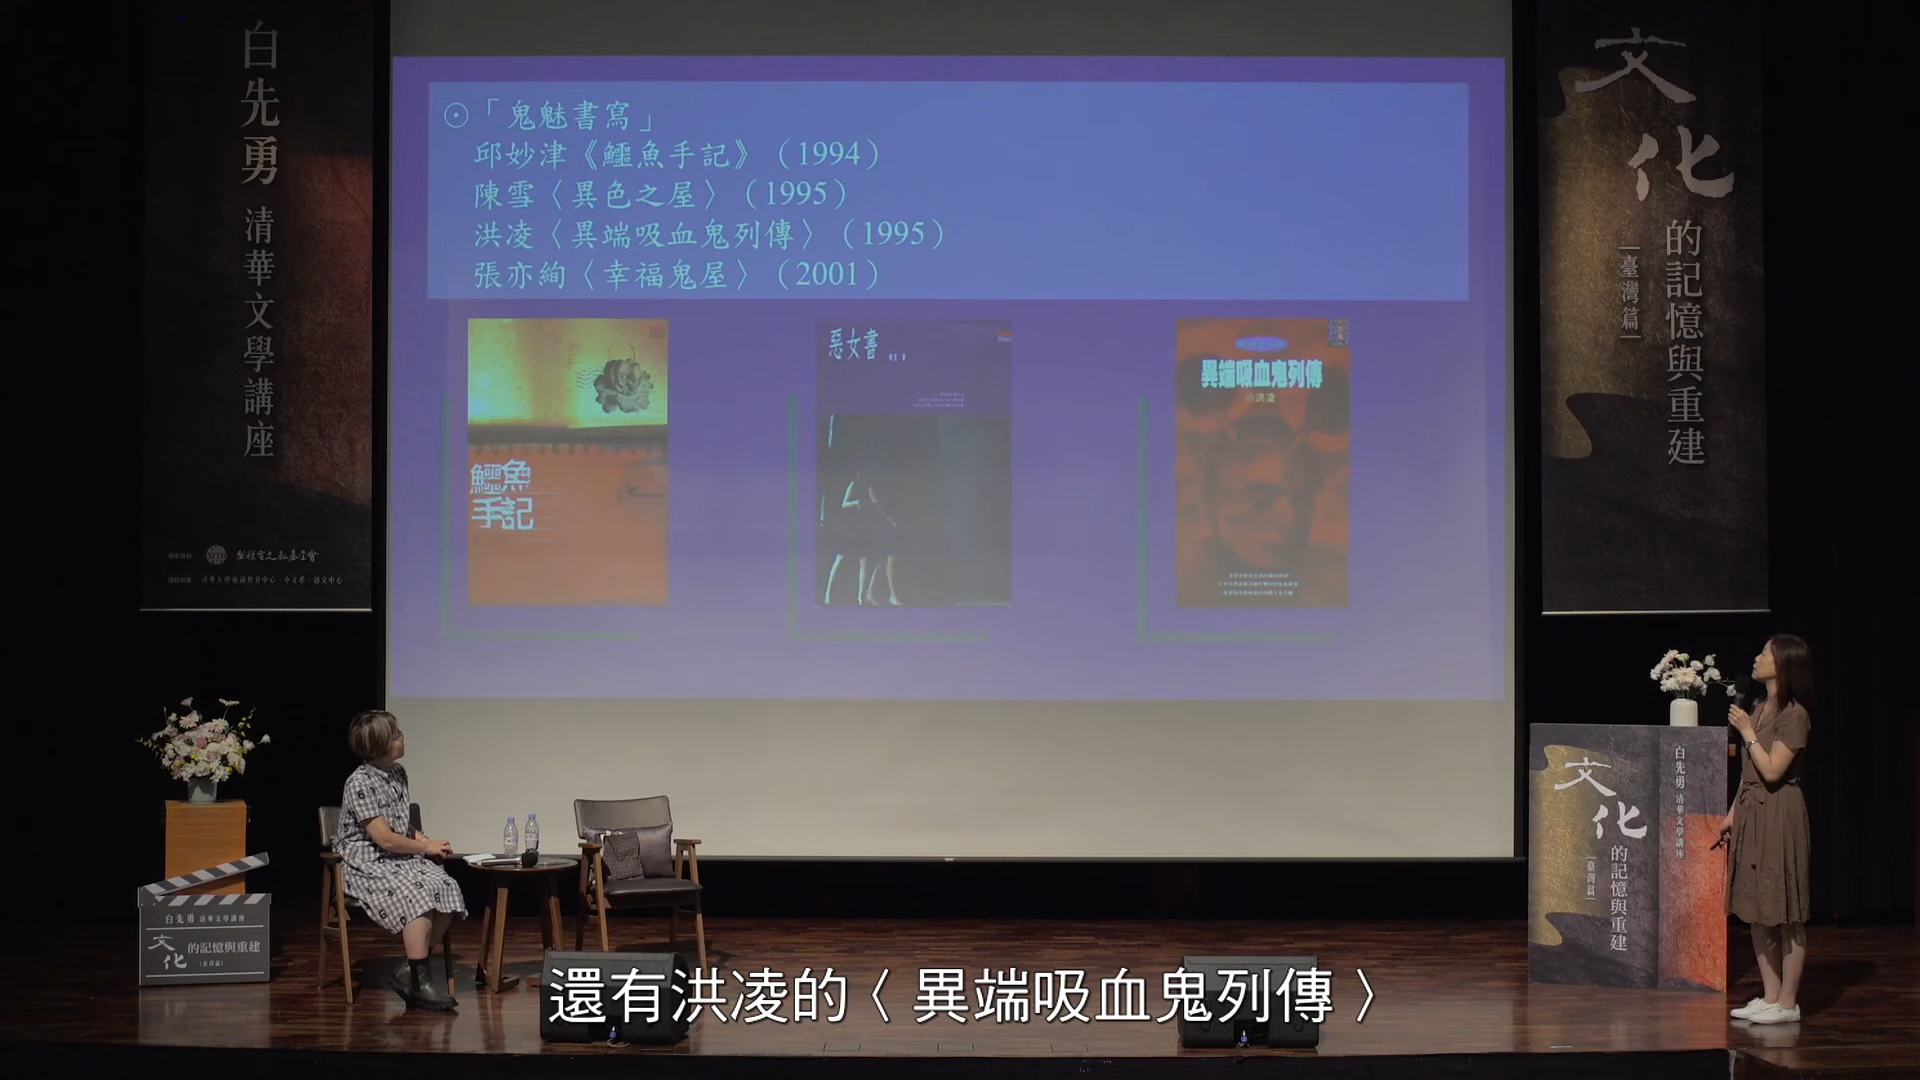 白先勇 清華文學講座
⊙「鬼魅書寫」
邱妙津《鱷魚手記》（1994）
陳雪〈異色之屋〉（1995）
洪凌〈異端吸血鬼列傳〉（1995）
張亦絢〈幸福鬼屋〉（2001）
鱷魚
手記
惡女書
異端吸血鬼列傳
洪凌
文化
的記憶與重建
臺灣篇
白先勇 清華文學講座
文化
的記憶與重建
臺灣篇
白先勇 清華文學講座
文化
的記憶與重建
還有洪凌的〈異端吸血鬼列傳〉